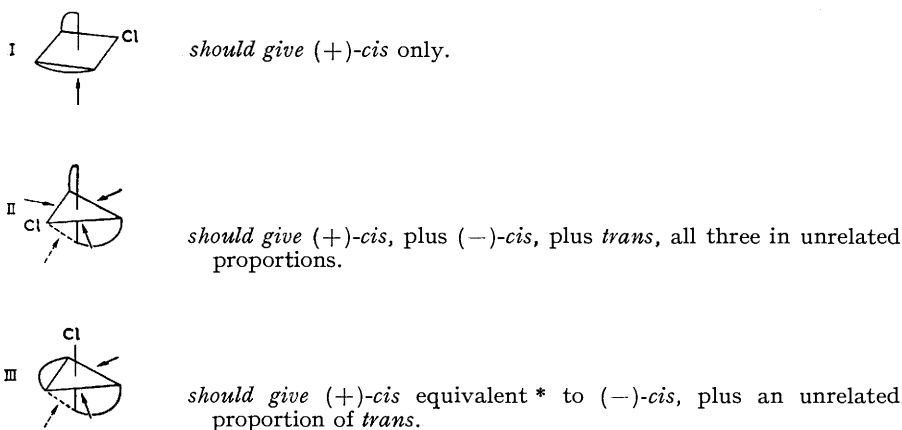 Cl
I should give (+)-cis only.
II
Cl
should give (+)-cis, plus (−)-cis, plus trans, all three in unrelated
proportions.
Cl
III
should give (+)-cis equivalent * to (−)-cis, plus an unrelated
proportion of trans.